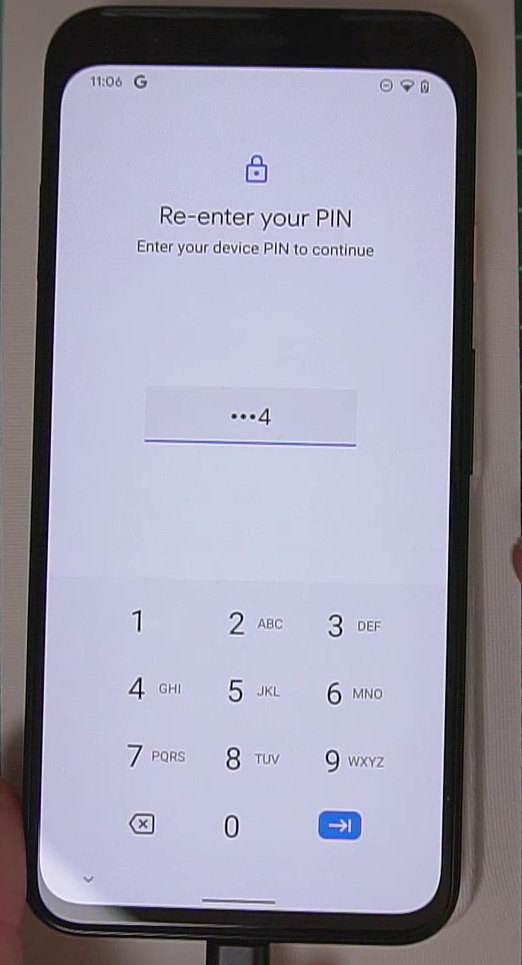 11:06 G
Re-enter your PIN
Enter your device PIN to continue
•••4
1 2 ABC 3 DEF
4 GHI 5 JKL 6 MNO
7 PQRS 8 TUV 9 WXYZ
0